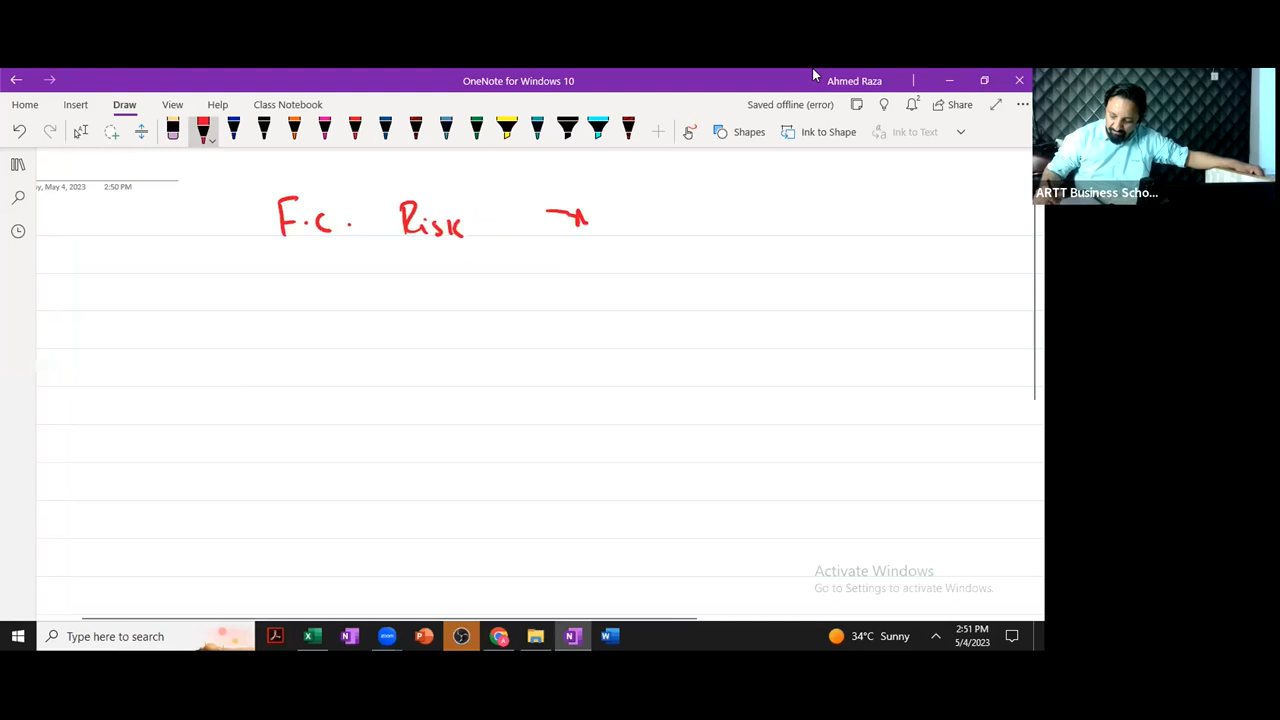 OneNote for Windows 10
Ahmed Raza
Home Insert Draw View Help Class Notebook
Saved offline (error)
2
Share
Shapes
Ink to Shape
Ink to Text
y, May 4, 2023 2:50 PM
F.C. Risk →
ARTT Business Scho...
Activate Windows
Go to Settings to activate Windows.
Type here to search
34°C Sunny
2:51 PM
5/4/2023